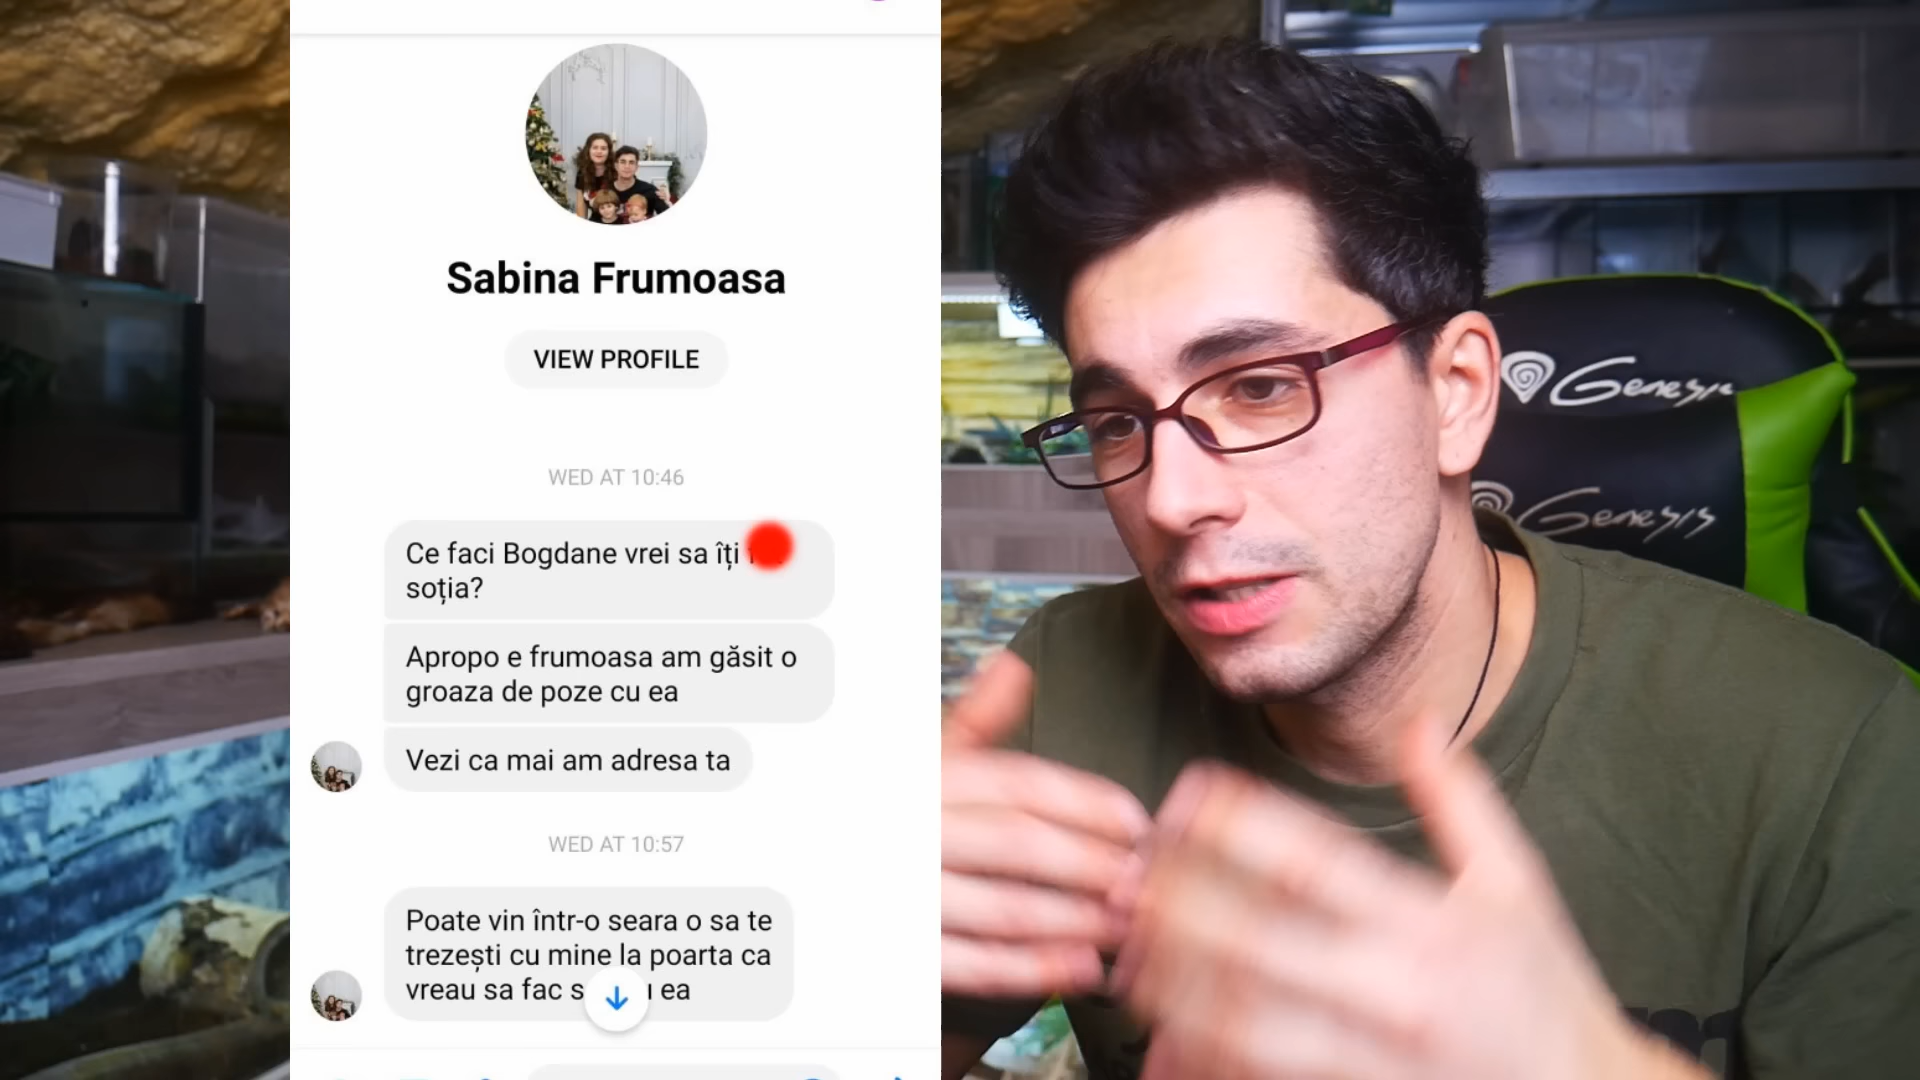 Sabina Frumoasa
VIEW PROFILE
WED AT 10:46
Ce faci Bogdane vrei sa îți
soția?
Apropo e frumoasa am găsit o
groaza de poze cu ea
Vezi ca mai am adresa ta
WED AT 10:57
Poate vin într-o seara o sa te
trezești cu mine la poarta ca
vreau sa fac ea
Genesis
Genesis